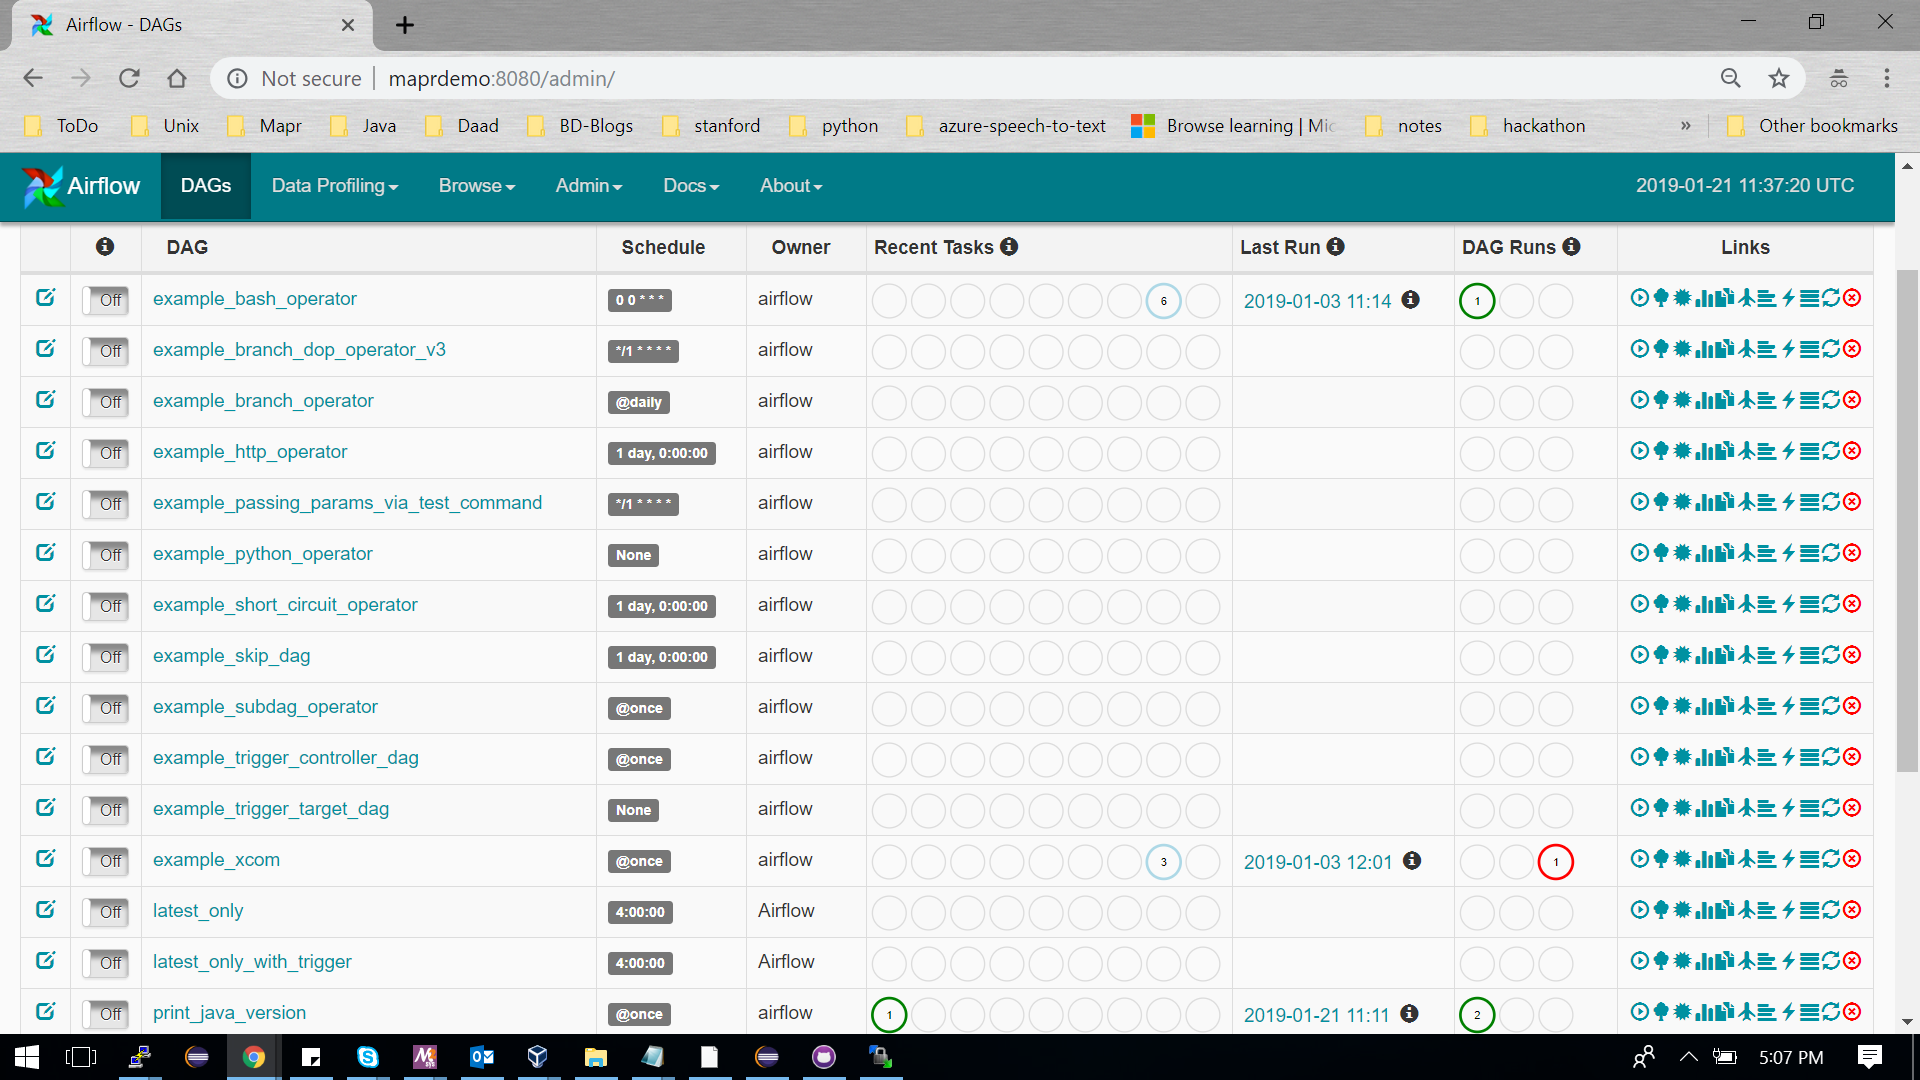 Airflow - DAGs
Not secure maprdemo:8080/admin/
ToDo Unix Mapr Java Daad BD-Blogs stanford python azure-speech-to-text Browse learning | Mic notes hackathon » Other bookmarks
Airflow DAGs Data Profiling Browse Admin Docs About 2019-01-21 11:37:20 UTC
DAG Schedule Owner Recent Tasks Last Run DAG Runs Links
Off example_bash_operator 0 0 * * * airflow 6 2019-01-03 11:14 1
Off example_branch_dop_operator_v3 */1 * * * * airflow
Off example_branch_operator @daily airflow
Off example_http_operator 1 day, 0:00:00 airflow
Off example_passing_params_via_test_command */1 * * * * airflow
Off example_python_operator None airflow
Off example_short_circuit_operator 1 day, 0:00:00 airflow
Off example_skip_dag 1 day, 0:00:00 airflow
Off example_subdag_operator @once airflow
Off example_trigger_controller_dag @once airflow
Off example_trigger_target_dag None airflow
Off example_xcom @once airflow 3 2019-01-03 12:01 1
Off latest_only 4:00:00 Airflow
Off latest_only_with_trigger 4:00:00 Airflow
Off print_java_version @once airflow 1 2019-01-21 11:11 2
5:07 PM